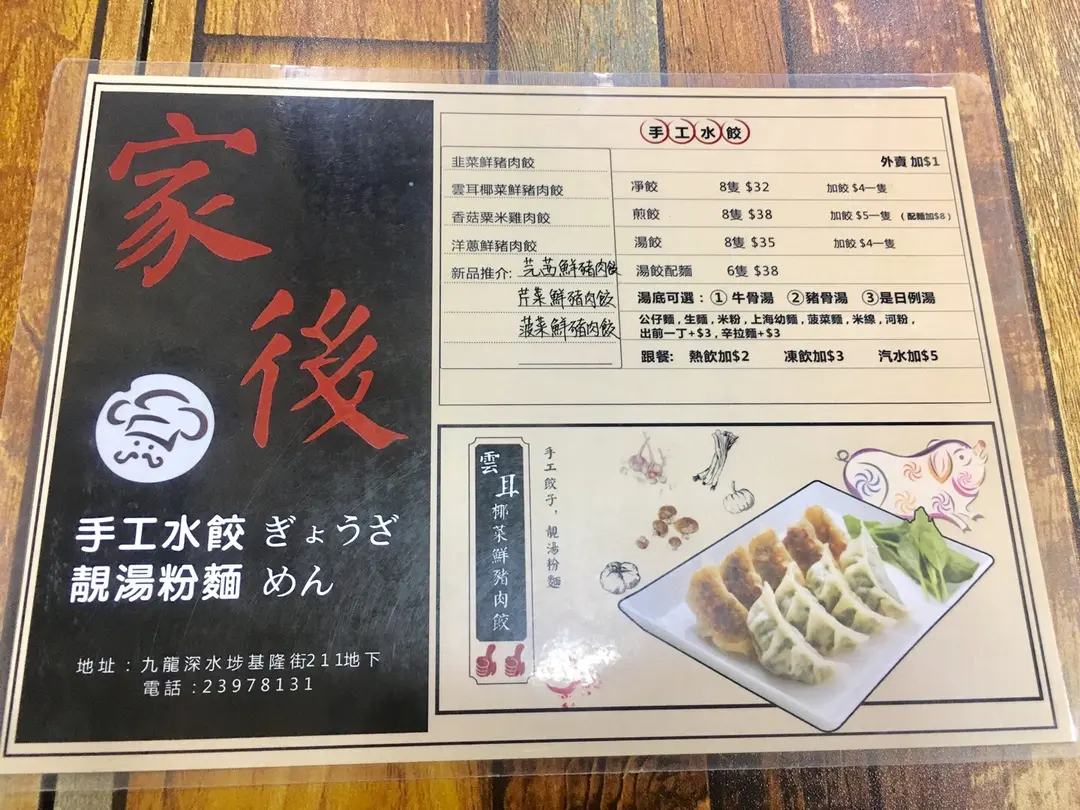 家後
手工水餃 ぎょうざ
靚湯粉麵 めん
地址：九龍深水埗基隆街211地下
電話：23978131
手工水餃
韭菜鮮豬肉餃
雲耳椰菜鮮豬肉餃
香菇粟米雞肉餃
洋蔥鮮豬肉餃
新品推介: 芫茜鮮豬肉餃
芹菜鮮豬肉餃
菠菜鮮豬肉餃
外賣 加$1
淨餃 8隻 $32 加餃 $4一隻
煎餃 8隻 $38 加餃 $5一隻 (配麵加$8)
湯餃 8隻 $35 加餃 $4一隻
湯餃配麵 6隻 $38
湯底可選：① 牛骨湯 ②豬骨湯 ③是日例湯
公仔麵，生麵，米粉，上海幼麵，菠菜麵，米線，河粉，
出前一丁+$3，辛拉麵+$3
跟餐: 熱飲加$2 凍飲加$3 汽水加$5
雲耳椰菜鮮豬肉餃
手工餃子，靚湯粉麵